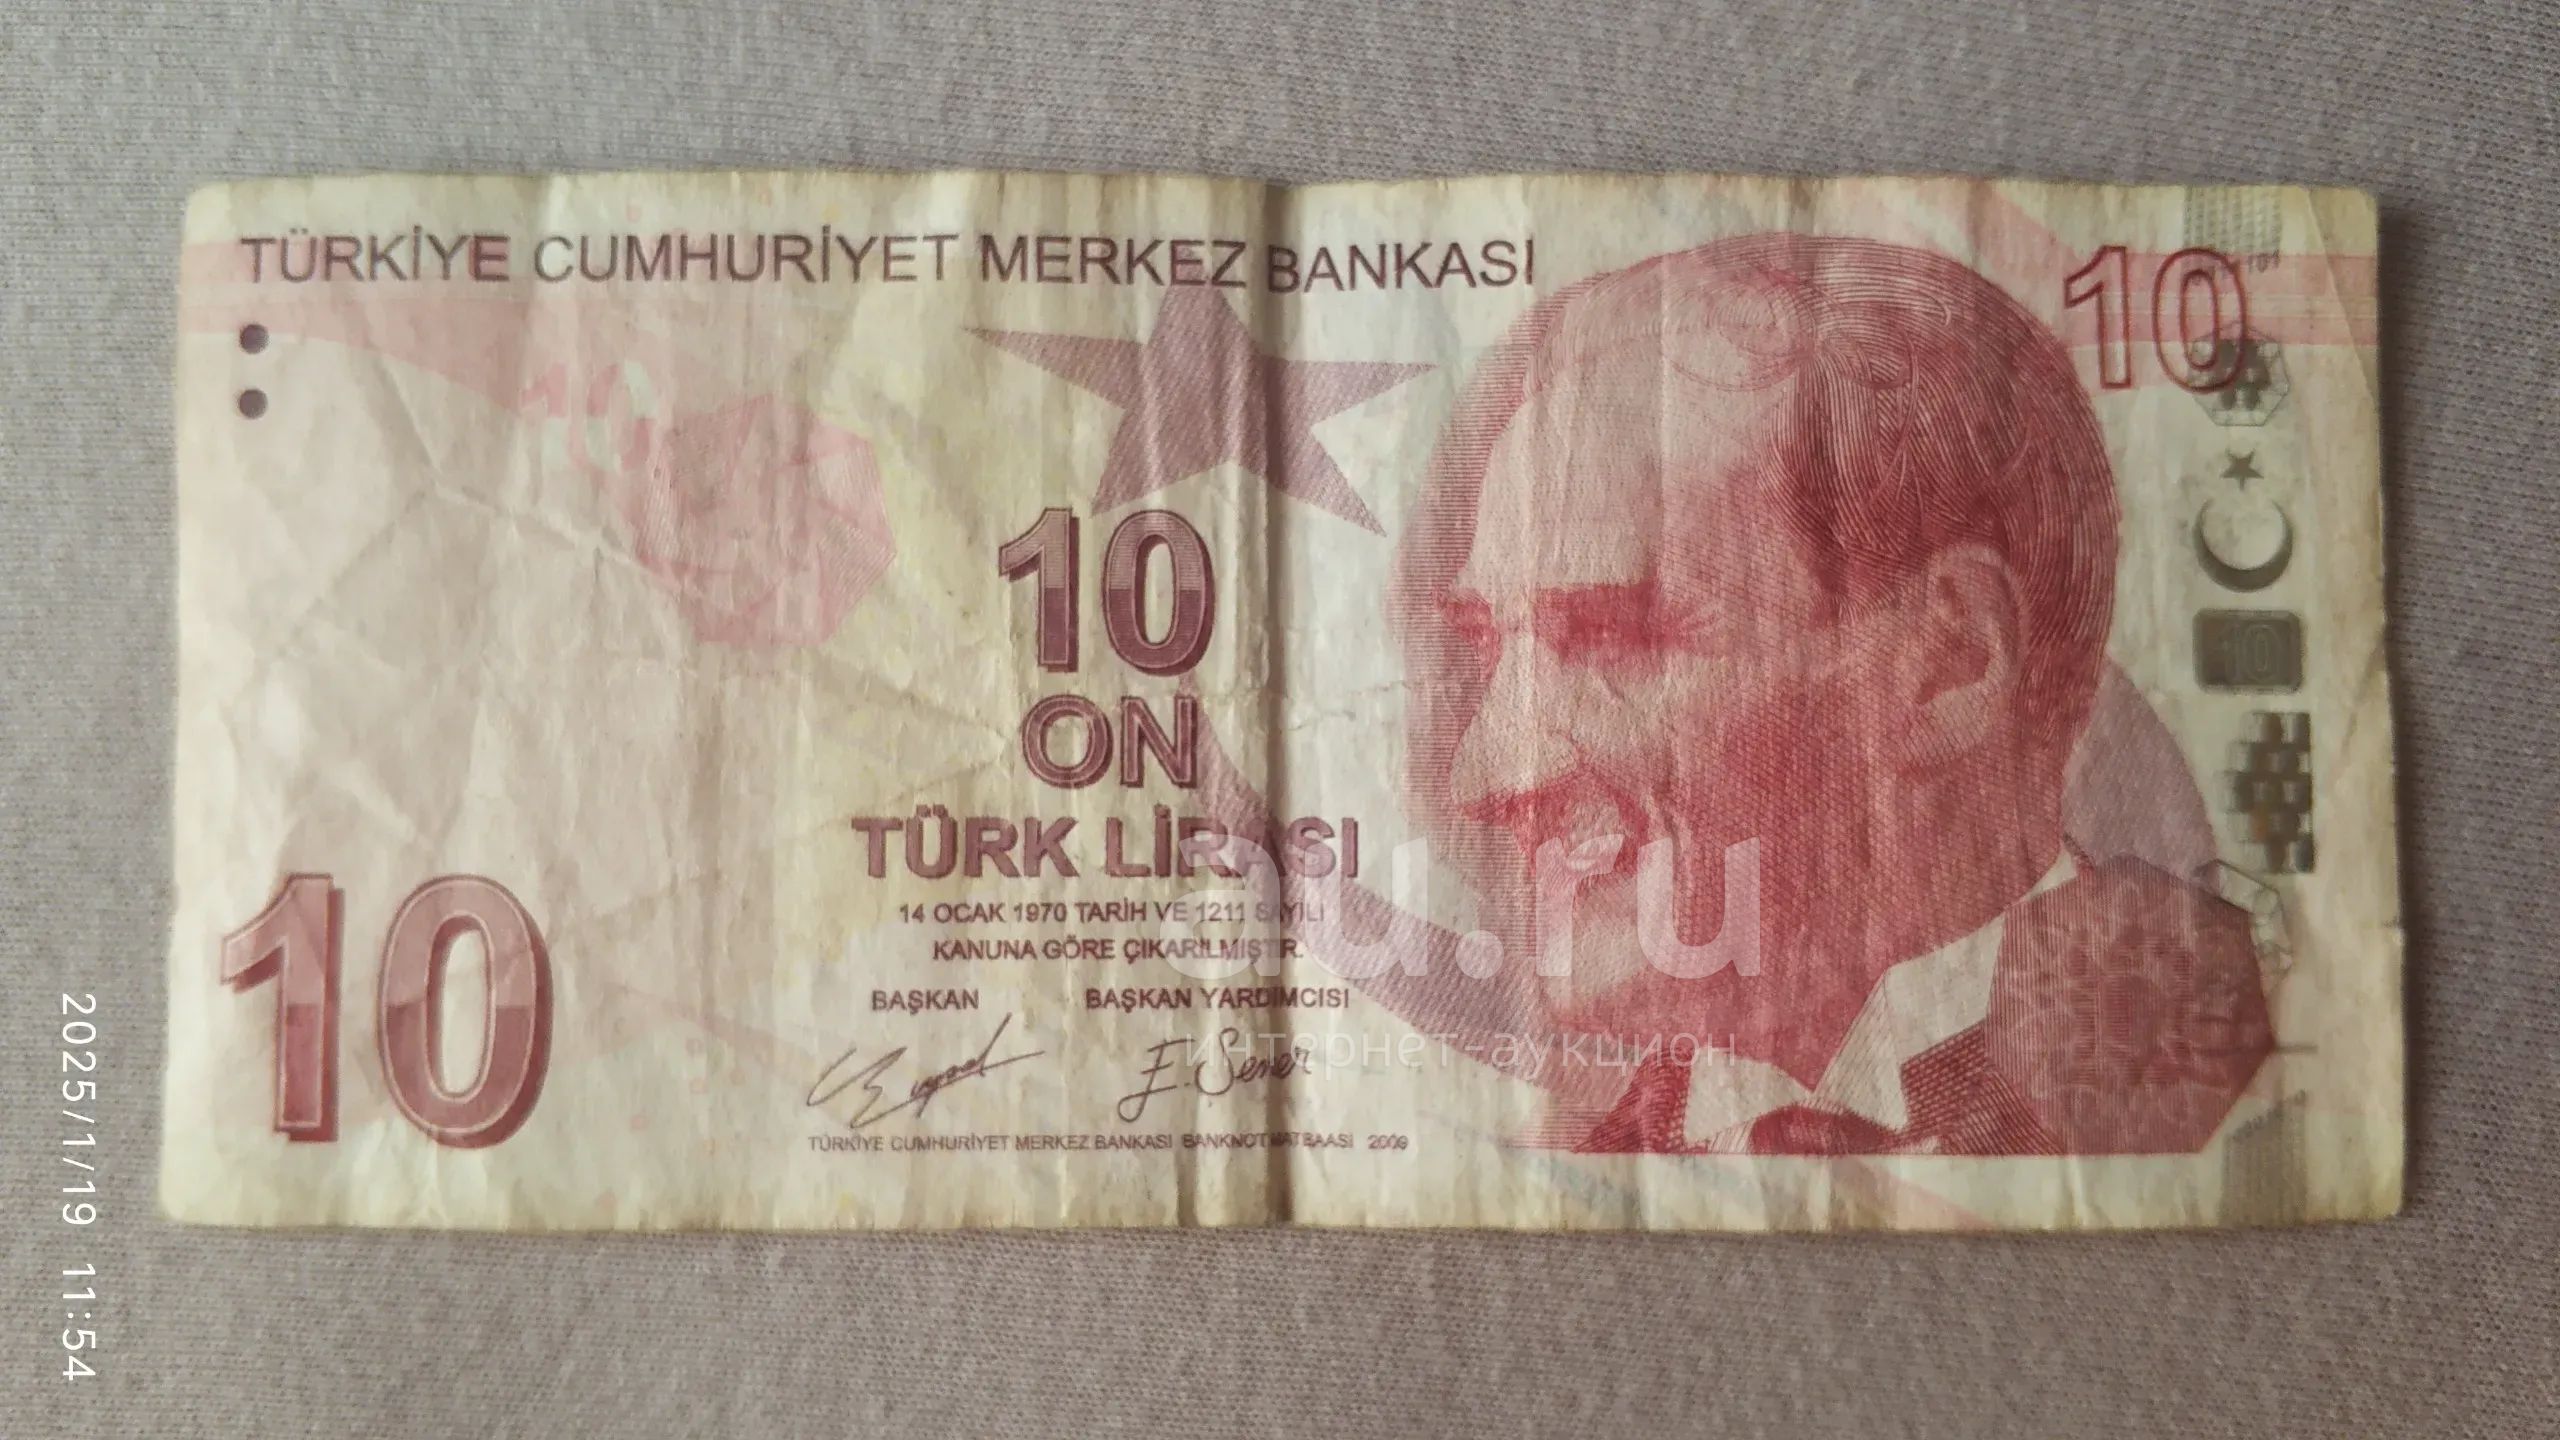 TÜRKİYE CUMHURİYET MERKEZ BANKASI
10
10
10
ON
TÜRK LİRASI
14 OCAK 1970 TARİH VE 1211 SAYILI
KANUNA GÖRE ÇIKARILMIŞTIR.
BAŞKAN BAŞKAN YARDIMCISI
E. Sener
TÜRKİYE CUMHURİYET MERKEZ BANKASI BANKNOT MATBAASI 2009
10
10
au.ru
интернет-аукцион
2025/1/19 11:54